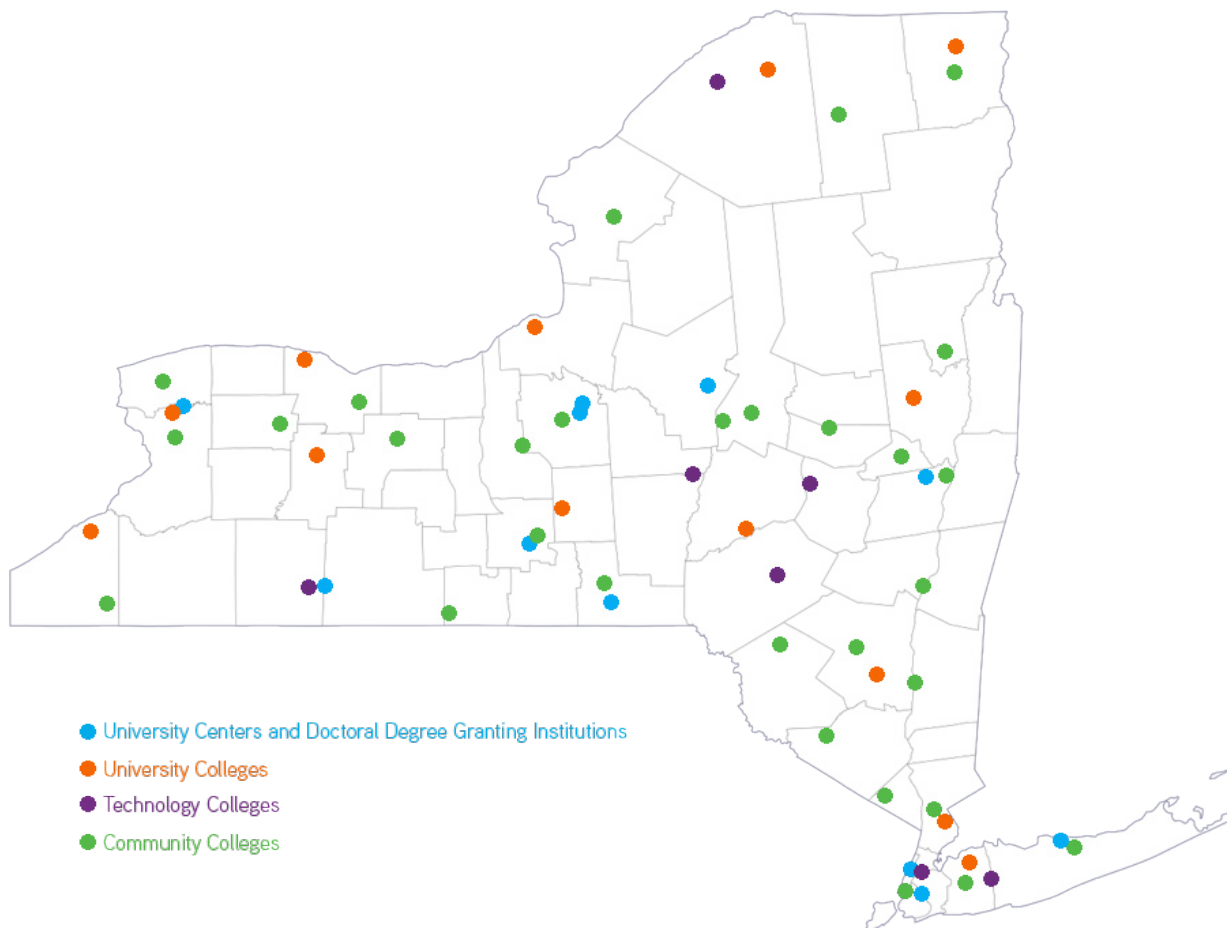 University Centers and Doctoral Degree Granting Institutions
University Colleges
Technology Colleges
Community Colleges